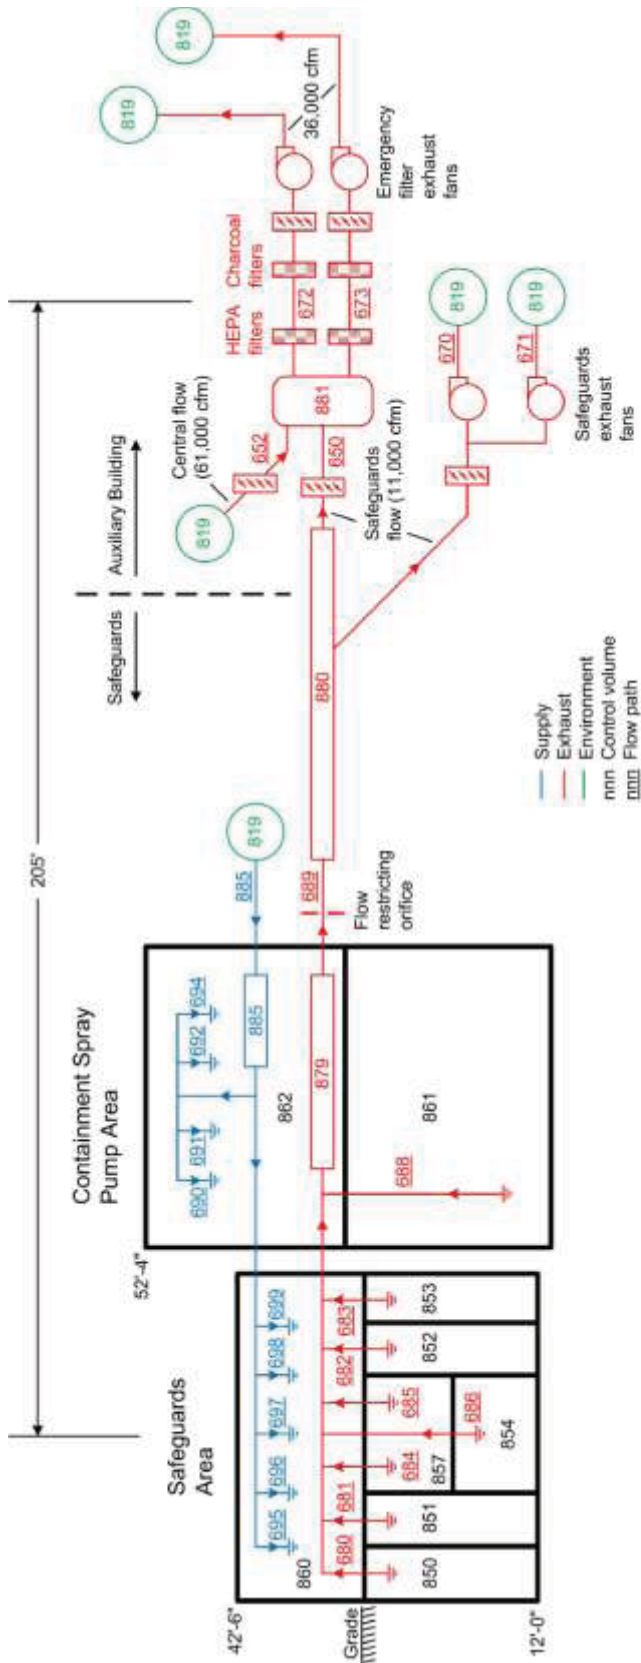 205'
Safeguards
Area
Containment Spray
Pump Area
Safeguards
Auxiliary Building
42'-6"
52'-4"
Grade
12'-0"
695
696
697
698
699
690
691
692
694
885
885
819
860
862
680
681
682
683
684
685
686
688
850
851
857
854
852
853
861
879
689
Flow
restricting
orifice
880
Central flow
(61,000 cfm)
819
652
650
881
Safeguards
flow (11,000 cfm)
HEPA
filters
Charcoal
filters
672
673
36,000 cfm
819
819
Emergency
filter
exhaust
fans
670
671
819
819
Safeguards
exhaust
fans
Supply
Exhaust
Environment
nnn Control volume
nnn Flow path